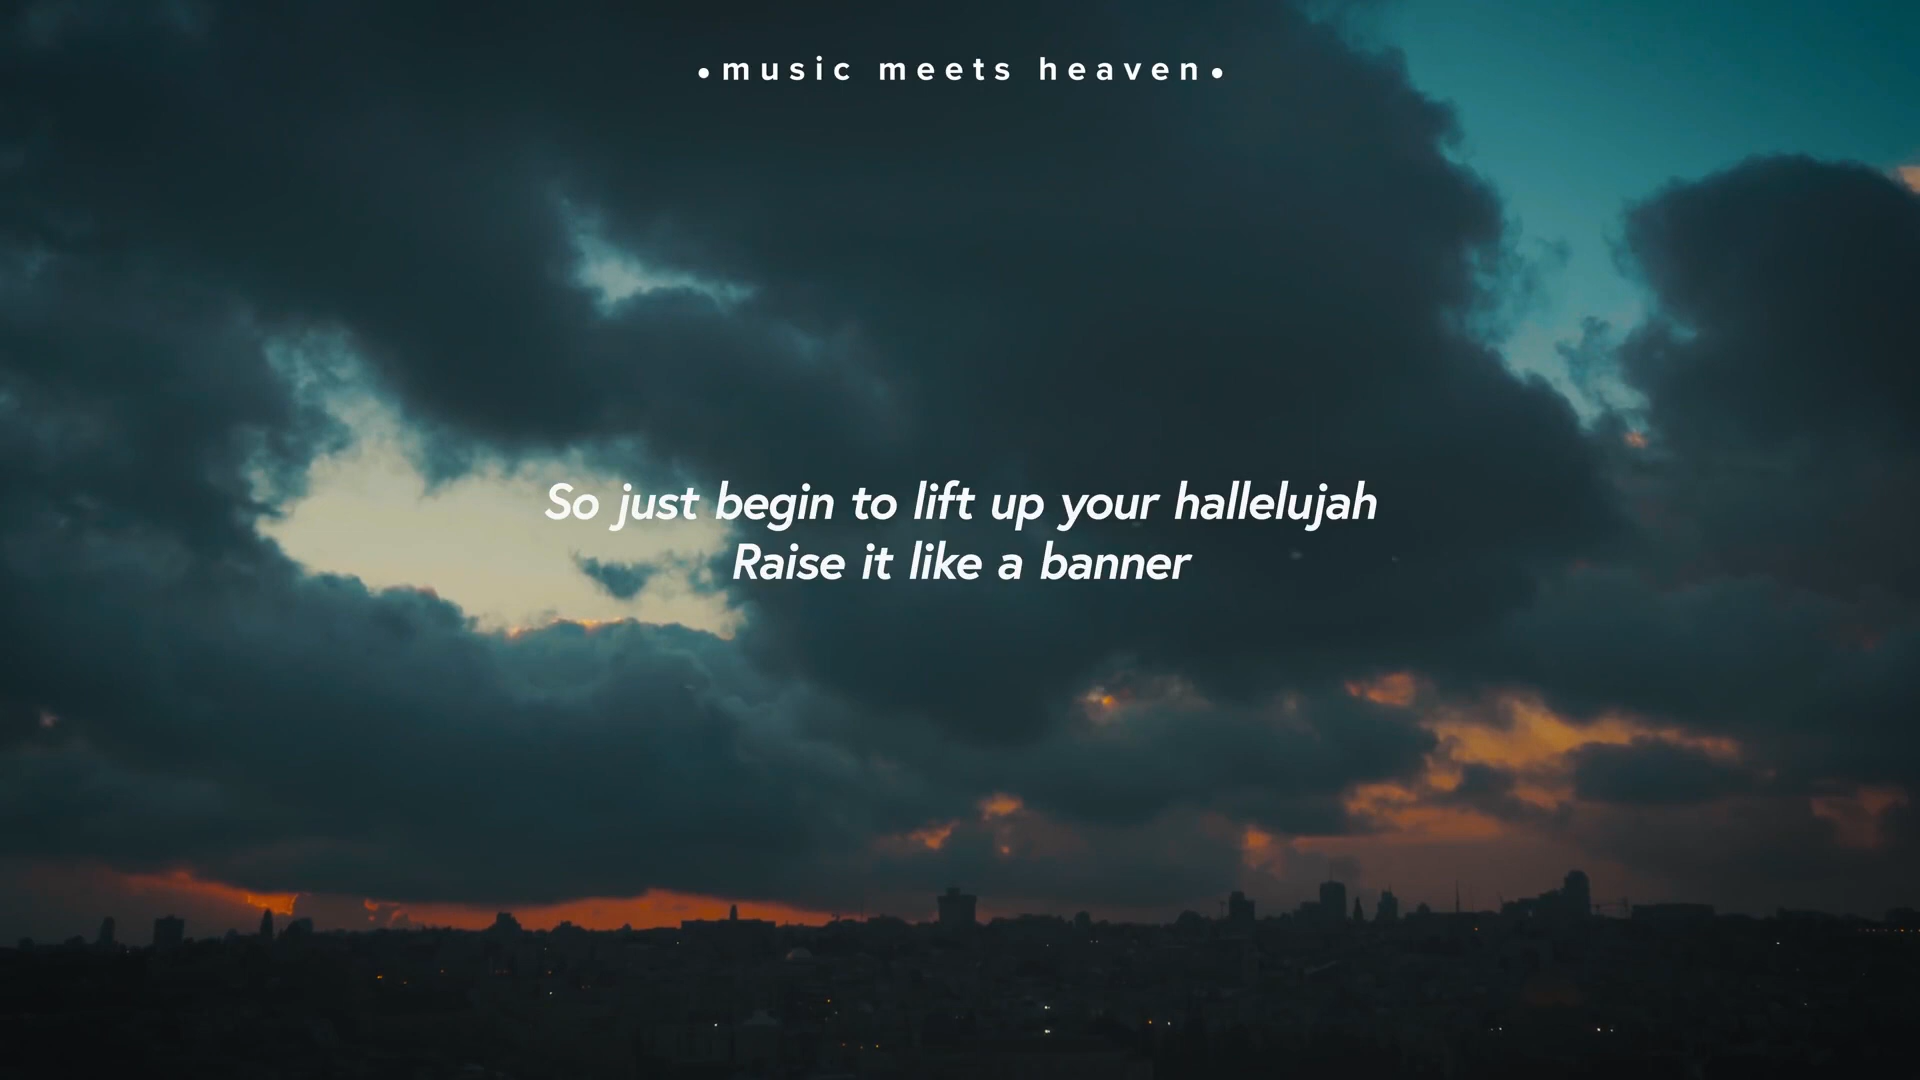 •music meets heaven•
So just begin to lift up your hallelujah
Raise it like a banner